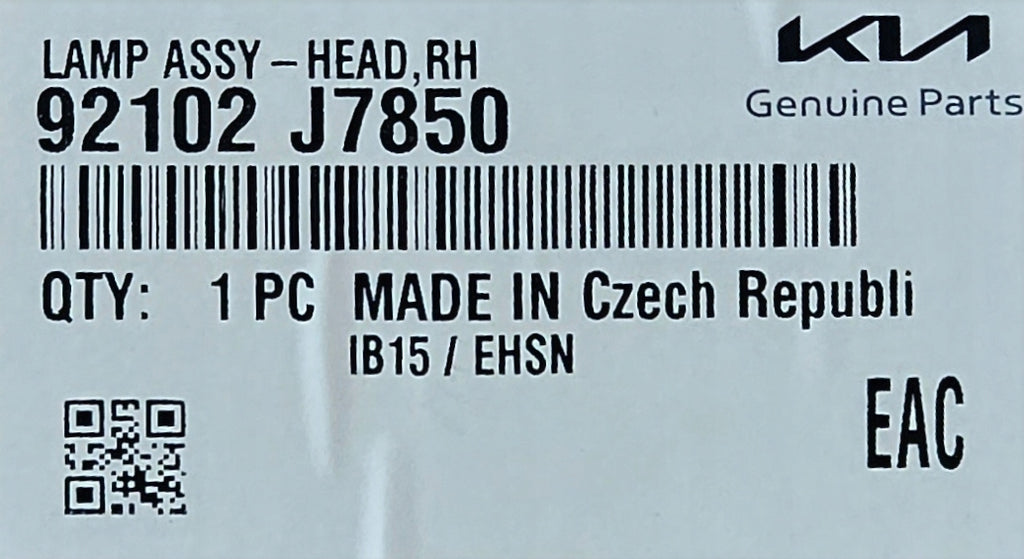 KIA
Genuine Parts
LAMP ASSY-HEAD,RH
92102 J7850
QTY: 1 PC MADE IN Czech Republi
IB15 / EHSN
EAC